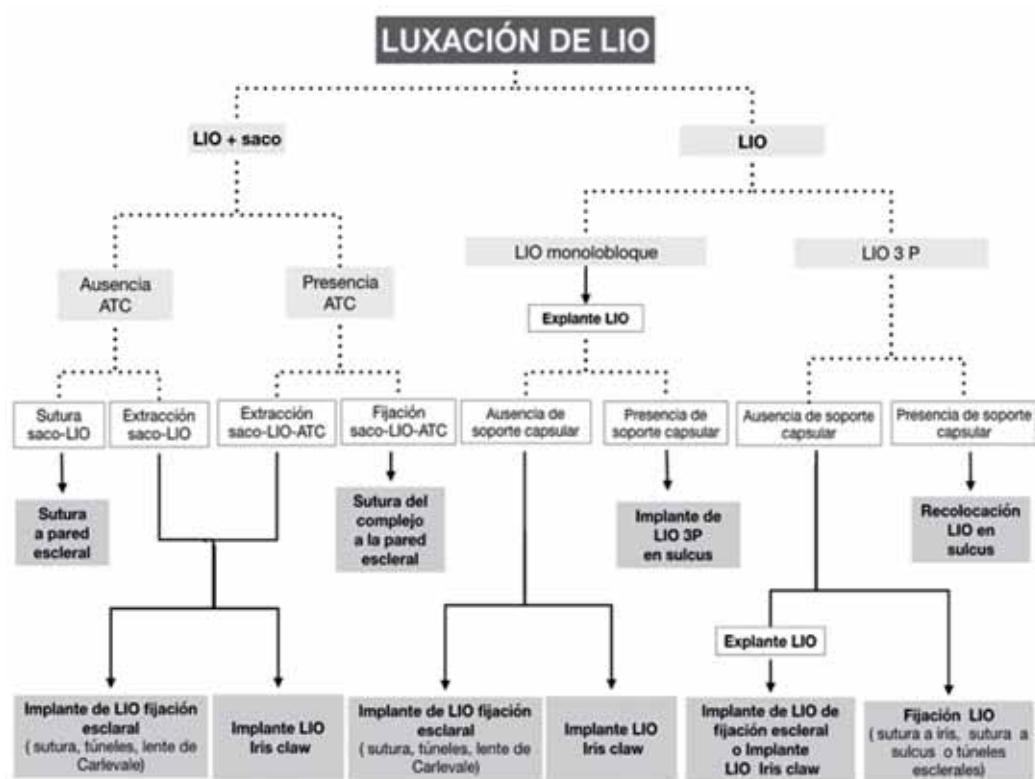 LUXACIÓN DE LIO
LIO + saco
LIO
LIO monolobloque
LIO 3 P
Ausencia
ATC
Presencia
ATC
Explante LIO
Sutura
saco-LIO
Extracción
saco-LIO
Extracción
saco-LIO-ATC
Fijación
saco-LIO-ATC
Ausencia de
soporte capsular
Presencia de
soporte capsular
Ausencia de soporte
capsular
Presencia de soporte
capsular
Sutura
a pared
escleral
Sutura del
complejo
a la pared
escleral
Implante de
LIO 3P
en sulcus
Recolocación
LIO en
sulcus
Explante LIO
Implante de LIO fijación
esclaral
( sutura, túneles, lente de
Carlevale)
Implante LIO
Iris claw
Implante de LIO fijación
esclaral
( sutura, túneles, lente de
Carlevale)
Implante LIO
Iris claw
Implante de LIO de
fijación escleral
o Implante
LIO Iris claw
Fijación LIO
( sutura a iris, sutura a
sulcus o túneles
esclerales)